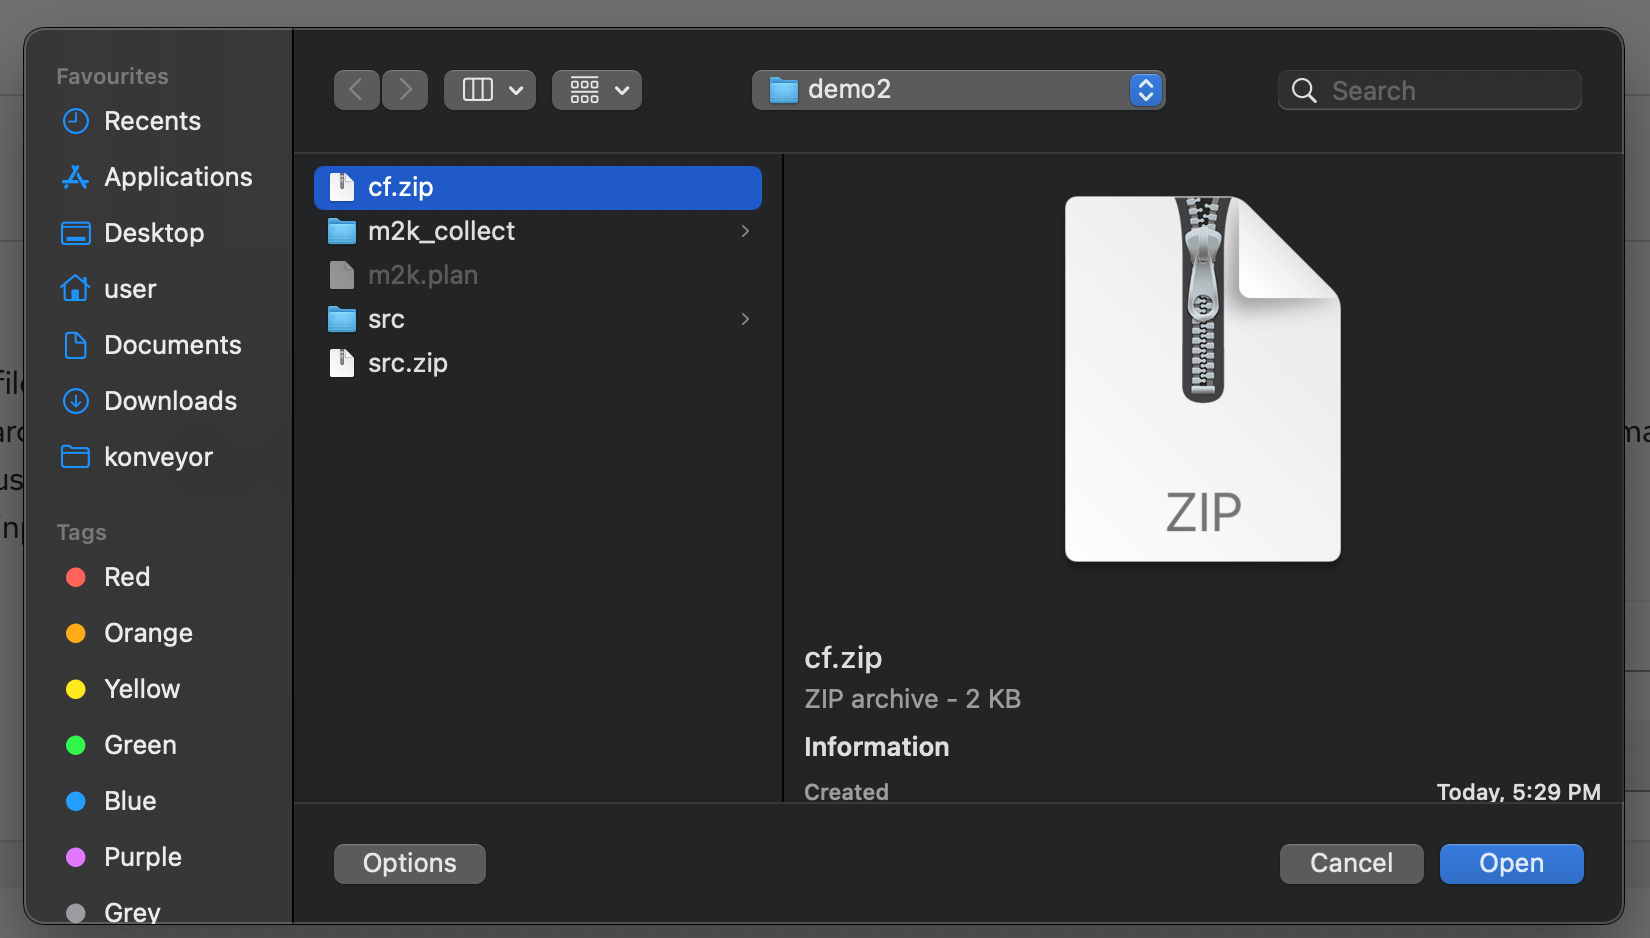 Favourites
Recents
Applications
Desktop
user
Documents
Downloads
konveyor
Tags
Red
Orange
Yellow
Green
Blue
Purple
Grey
demo2
Search
cf.zip
m2k_collect
m2k.plan
src
src.zip
ZIP
cf.zip
ZIP archive - 2 KB
Information
Created Today, 5:29 PM
Options
Cancel
Open